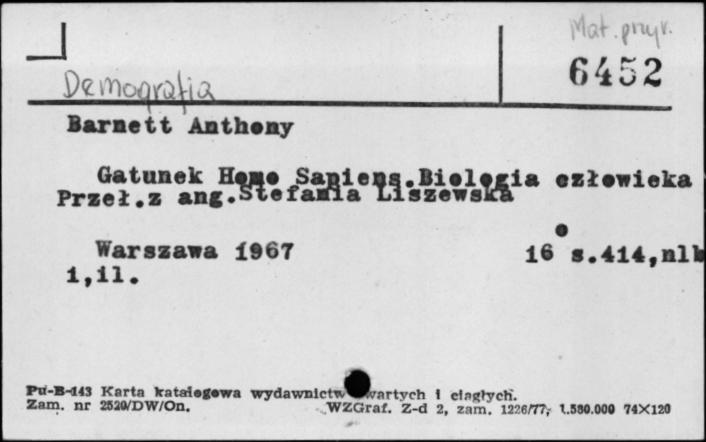 Mat. przyr.
6452
Demografia
Barnett Anthony
Gatunek Homo Sapiens.Biologia człowieka
Przeł.z ang.Stefania Liszewska
Warszawa 1967
16° s.414,nlb
1,il.
Pu-B-143 Karta katalogowa wydawnictw zwartych i ciągłych.
Zam. nr 2520/DW/On. WZGraf. Z-d 2, zam. 1226/77, 1.580.000 74X120